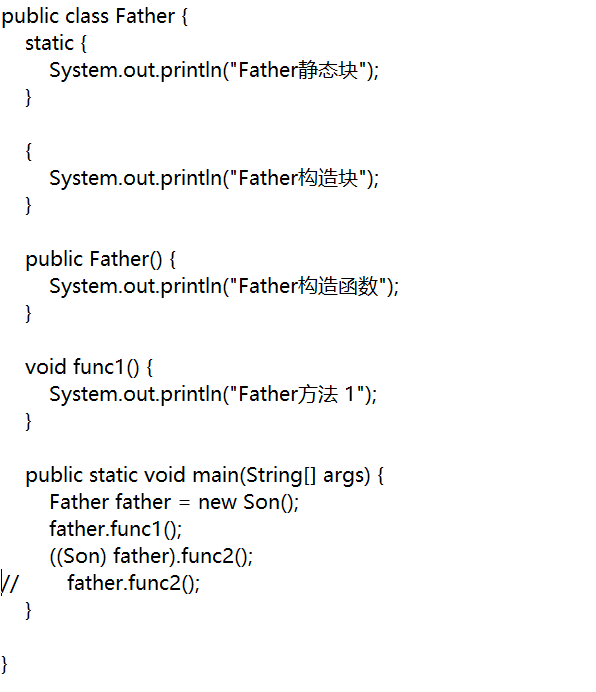 public class Father {
    static {
        System.out.println("Father静态块");
    }

    {
        System.out.println("Father构造块");
    }

    public Father() {
        System.out.println("Father构造函数");
    }

    void func1() {
        System.out.println("Father方法 1");
    }

    public static void main(String[] args) {
        Father father = new Son();
        father.func1();
        ((Son) father).func2();
//        father.func2();
    }

}